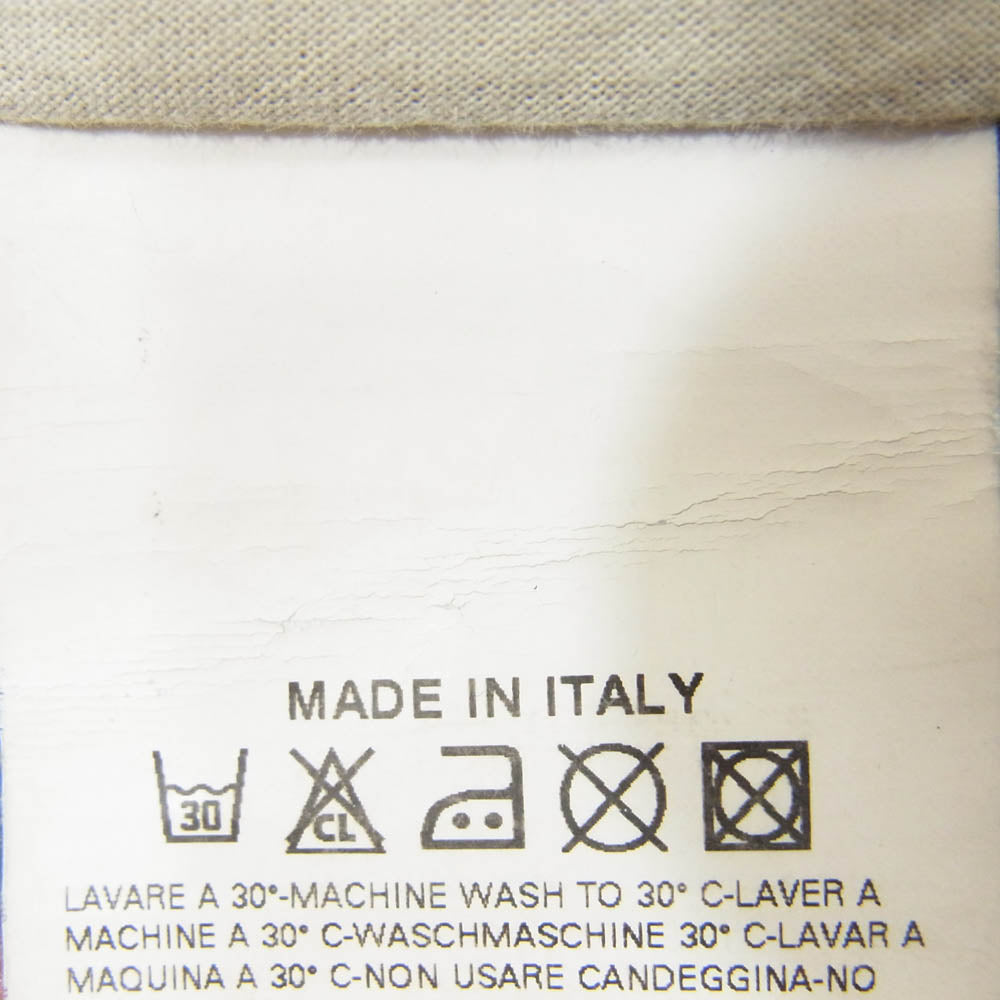 MADE IN ITALY
30 CL
LAVARE A 30°-MACHINE WASH TO 30° C-LAVER A
MACHINE A 30° C-WASCHMASCHINE 30° C-LAVAR A
MAQUINA A 30° C-NON USARE CANDEGGINA-NO